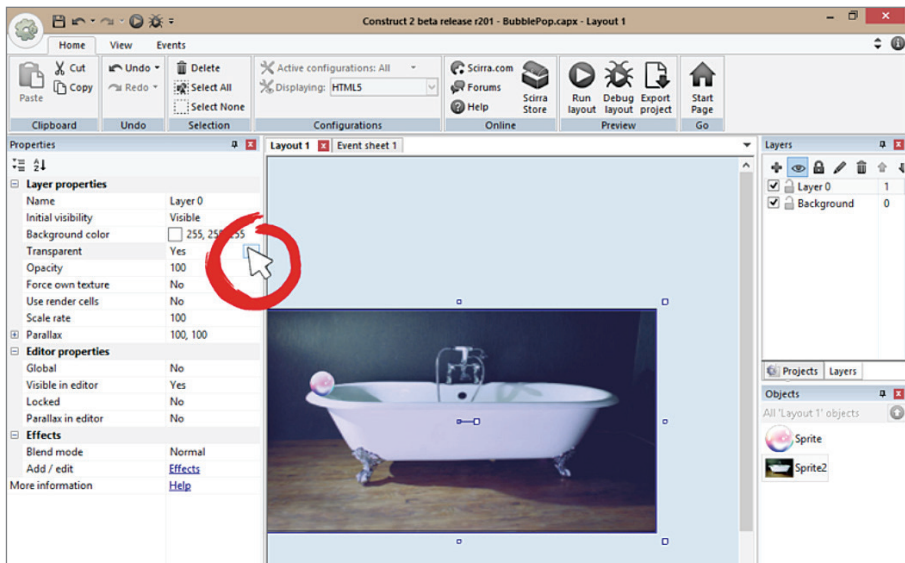 Construct 2 beta release r201 - BubblePop.capx - Layout 1
Home View Events
Paste
Cut
Copy
Clipboard
Undo
Redo
Undo
Delete
Select All
Select None
Selection
Active configurations: All
Displaying: HTML5
Configurations
Scirra.com
Forums
Help
Scirra Store
Online
Run layout
Debug layout
Export project
Preview
Start Page
Go
Properties
Layer properties
Name Layer 0
Initial visibility Visible
Background color 255, 255, 255
Transparent Yes
Opacity 100
Force own texture No
Use render cells No
Scale rate 100
Parallax 100, 100
Editor properties
Global No
Visible in editor Yes
Locked No
Parallax in editor No
Effects
Blend mode Normal
Add / edit Effects
More information Help
Layout 1 Event sheet 1
Layers
Layer 0 1
Background 0
Projects Layers
Objects
All 'Layout 1' objects
Sprite
Sprite2